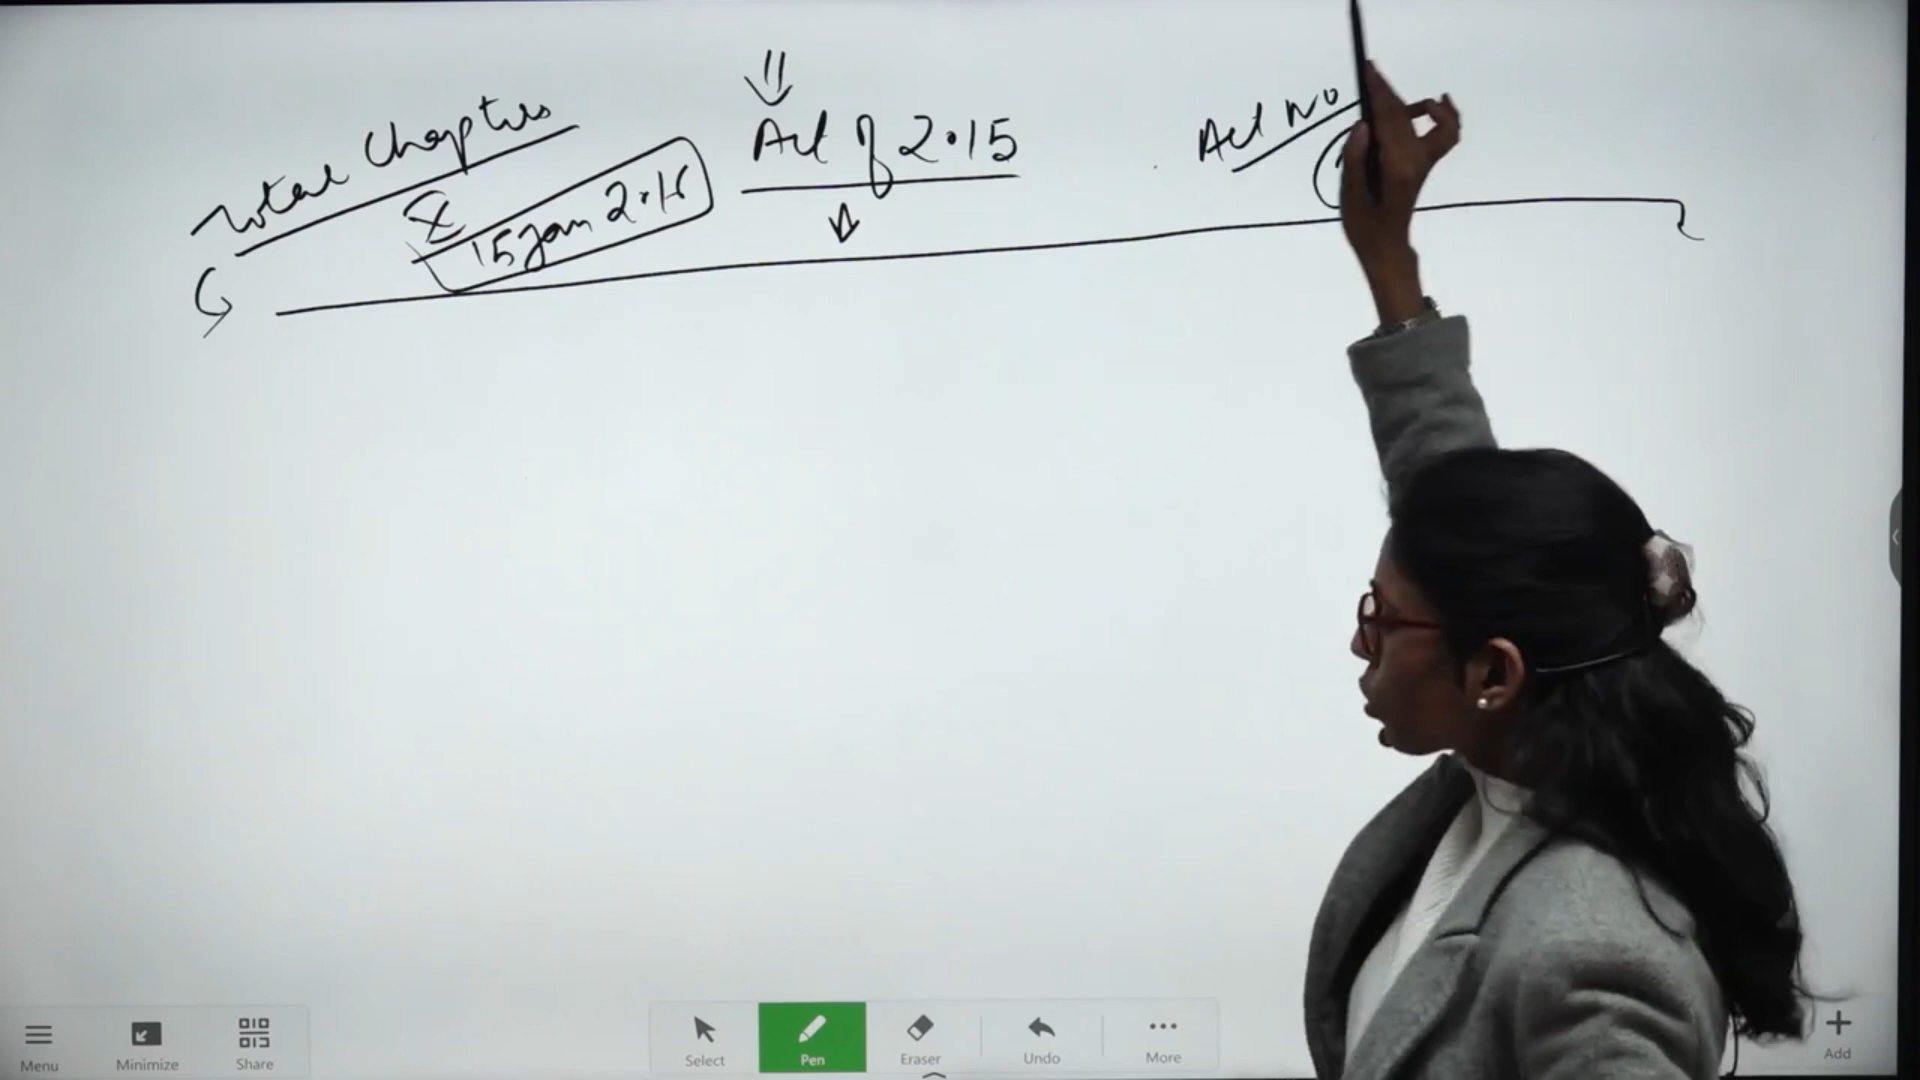 Total Chapters
X
15 Jan 2016
Act of 2015
Act No
Menu
Minimize
Share
Select
Pen
Eraser
Undo
More
Add